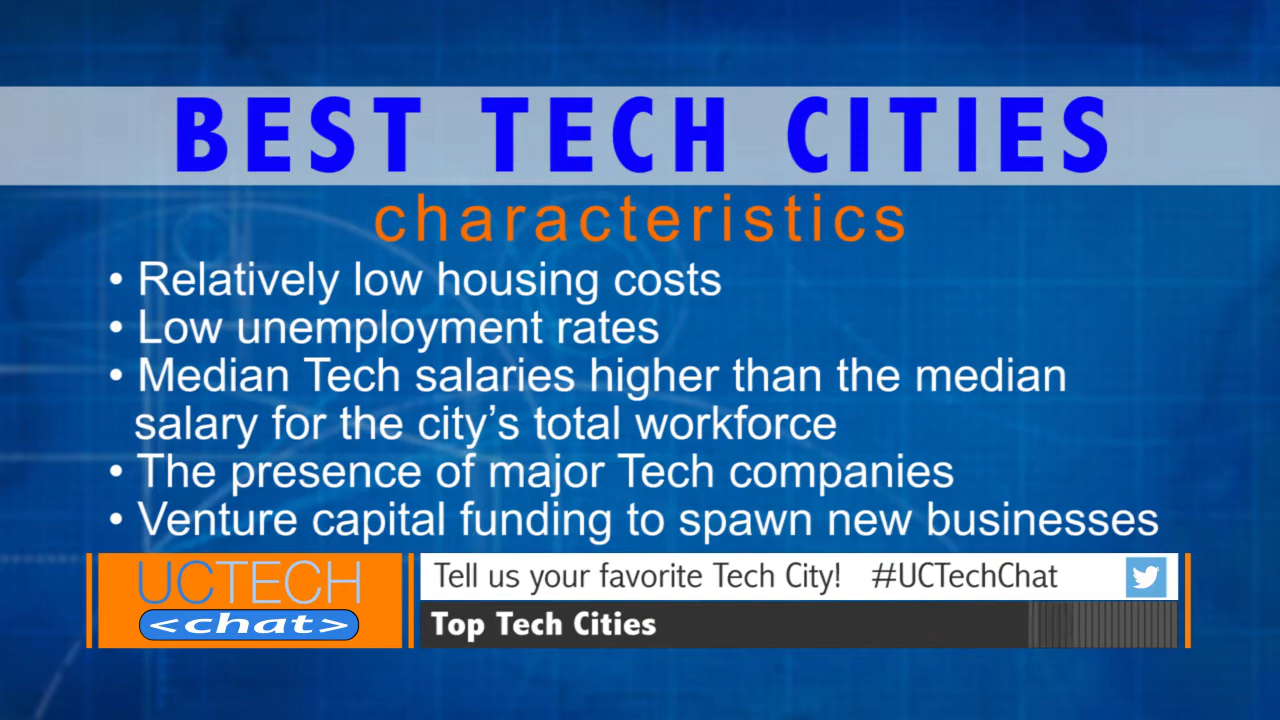 BEST TECH CITIES
characteristics
• Relatively low housing costs
• Low unemployment rates
• Median Tech salaries higher than the median
salary for the city's total workforce
• The presence of major Tech companies
• Venture capital funding to spawn new businesses
UCTECH
<chat>
Tell us your favorite Tech City! #UCTechChat
Top Tech Cities